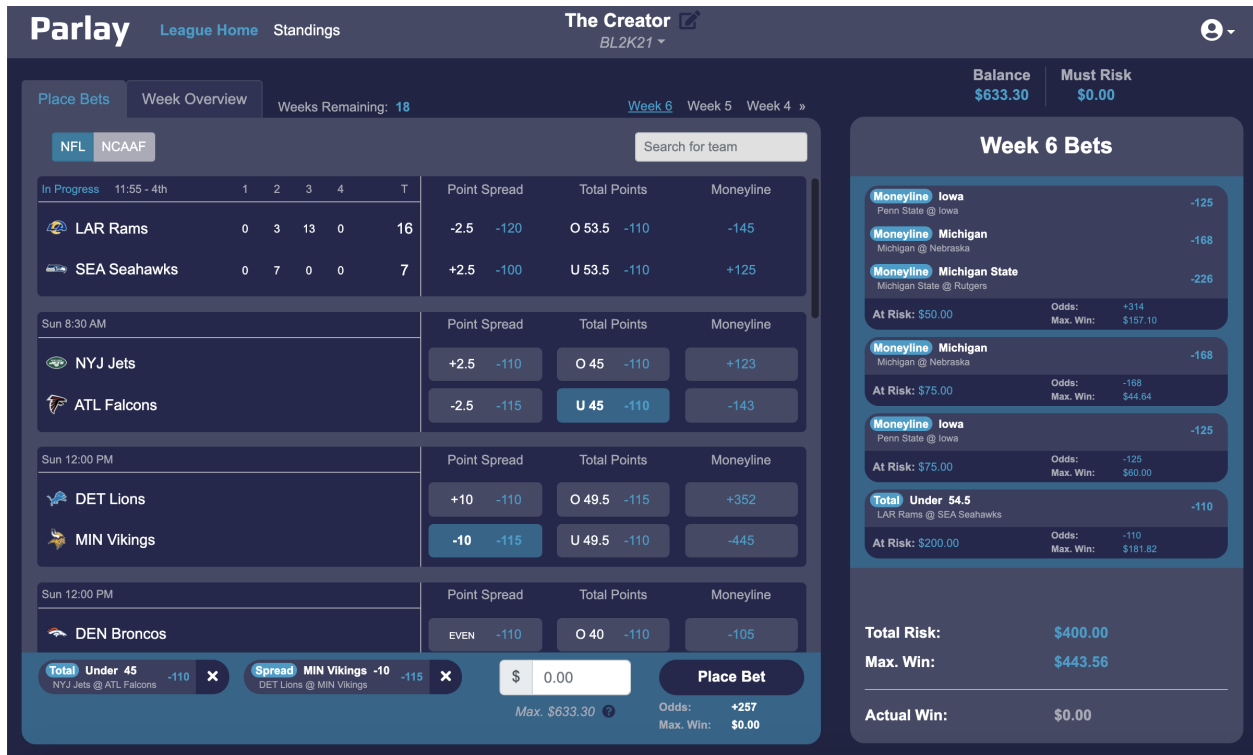 Parlay League Home Standings
The Creator
BL2K21
Balance Must Risk
$633.30 $0.00
Place Bets Week Overview Weeks Remaining: 18 Week 6 Week 5 Week 4 »
NFL NCAAF Search for team
In Progress 11:55 - 4th 1 2 3 4 T Point Spread Total Points Moneyline
LAR Rams 0 3 13 0 16 -2.5 -120 O 53.5 -110 -145
SEA Seahawks 0 7 0 0 7 +2.5 -100 U 53.5 -110 +125
Sun 8:30 AM Point Spread Total Points Moneyline
NYJ Jets +2.5 -110 O 45 -110 +123
ATL Falcons -2.5 -115 U 45 -110 -143
Sun 12:00 PM Point Spread Total Points Moneyline
DET Lions +10 -110 O 49.5 -115 +352
MIN Vikings -10 -115 U 49.5 -110 -445
Sun 12:00 PM Point Spread Total Points Moneyline
DEN Broncos EVEN -110 O 40 -110 -105
Total Under 45 -110 ×
NYJ Jets @ ATL Falcons
Spread MIN Vikings -10 -115 ×
DET Lions @ MIN Vikings
$ 0.00
Max. $633.30 ?
Place Bet
Odds: +257
Max. Win: $0.00
Week 6 Bets
Moneyline Iowa -125
Penn State @ Iowa
Moneyline Michigan -168
Michigan @ Nebraska
Moneyline Michigan State -226
Michigan State @ Rutgers
At Risk: $50.00 Odds: +314
Max. Win: $157.10
Moneyline Michigan -168
Michigan @ Nebraska
At Risk: $75.00 Odds: -168
Max. Win: $44.64
Moneyline Iowa -125
Penn State @ Iowa
At Risk: $75.00 Odds: -125
Max. Win: $60.00
Total Under 54.5 -110
LAR Rams @ SEA Seahawks
At Risk: $200.00 Odds: -110
Max. Win: $181.82
Total Risk: $400.00
Max. Win: $443.56
Actual Win: $0.00